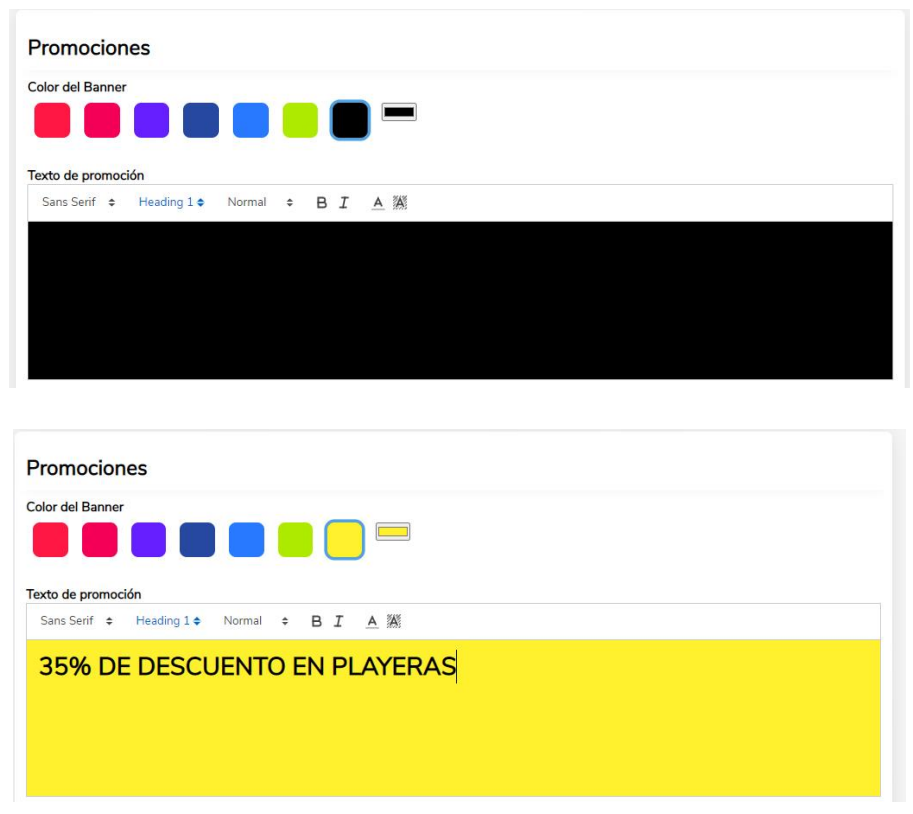 Promociones
Color del Banner
Texto de promoción
Sans Serif Heading 1 Normal B I A A
Promociones
Color del Banner
Texto de promoción
Sans Serif Heading 1 Normal B I A A
35% DE DESCUENTO EN PLAYERAS